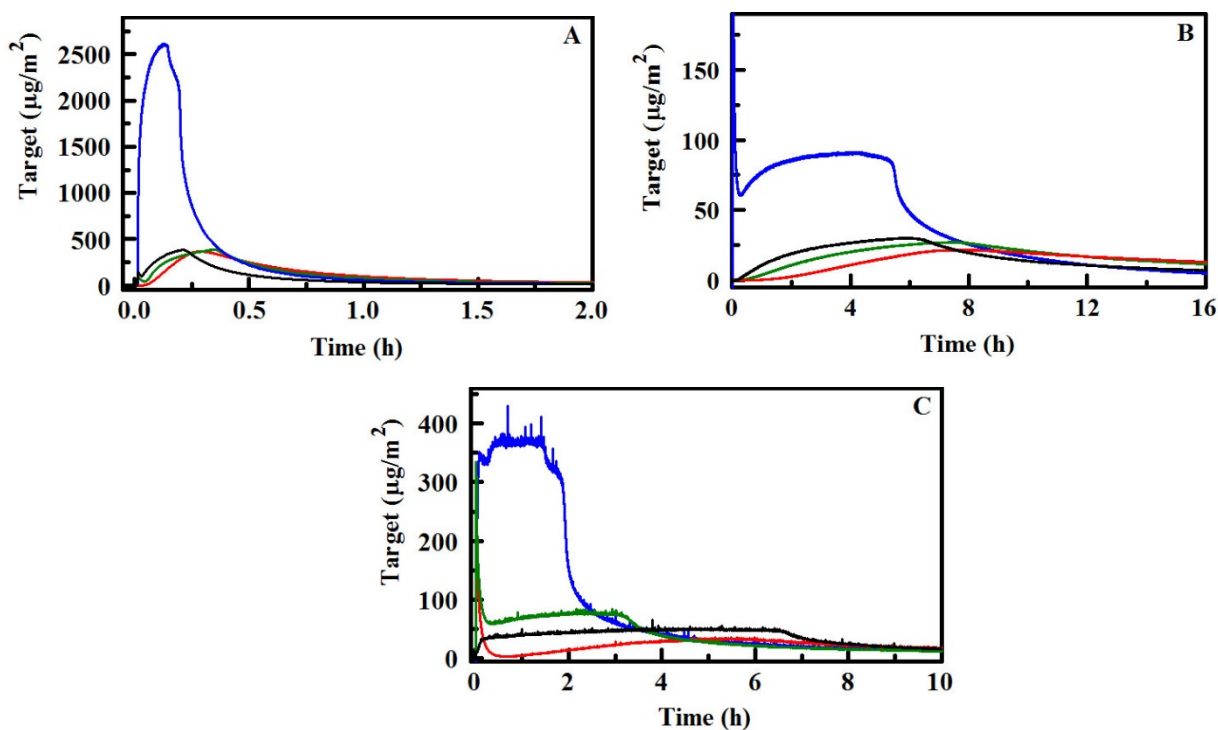 A
Target (µg/m²)
2500
2000
1500
1000
500
0
0.0 0.5 1.0 1.5 2.0
Time (h)
B
Target (µg/m²)
150
100
50
0
0 4 8 12 16
Time (h)
C
Target (µg/m²)
400
300
200
100
0
0 2 4 6 8 10
Time (h)